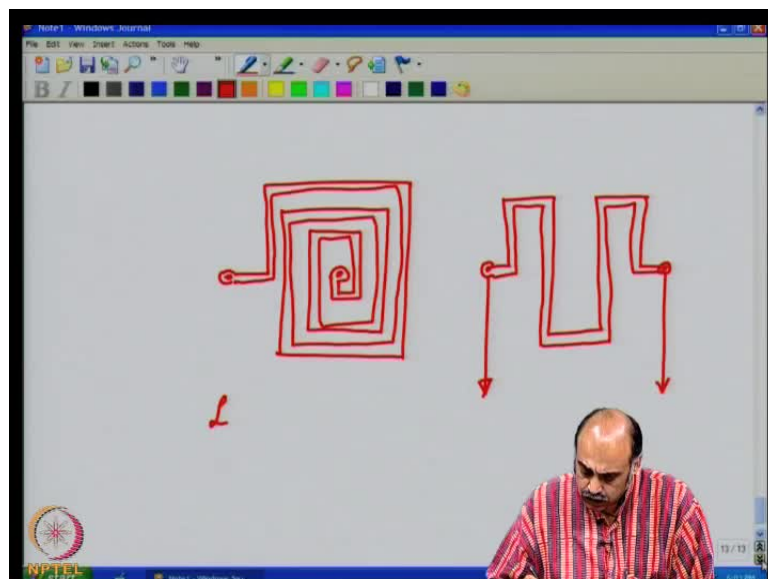 Note1 - Windows Journal
File Edit View Insert Actions Tools Help
B I
L
13 / 13
NPTEL